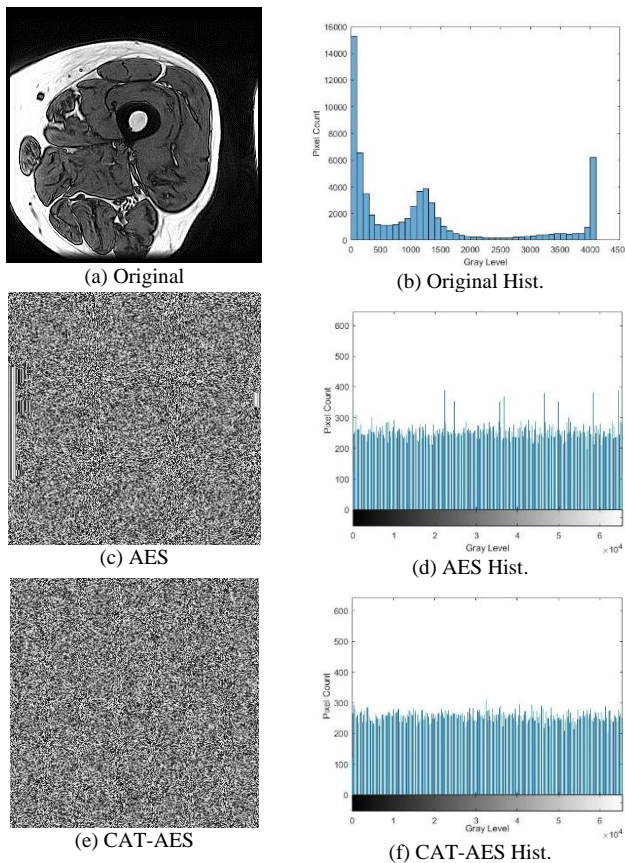 16000
14000
12000
10000
8000
6000
4000
2000
0
Pixel Count
0 500 1000 1500 2000 2500 3000 3500 4000 450
Gray Level
(a) Original
(b) Original Hist.
600
500
400
300
200
100
0
Pixel Count
0 1 2 3 4 5 6
Gray Level
×10⁴
(c) AES
(d) AES Hist.
600
500
400
300
200
100
0
Pixel Count
0 1 2 3 4 5 6
Gray Level
×10⁴
(e) CAT-AES
(f) CAT-AES Hist.